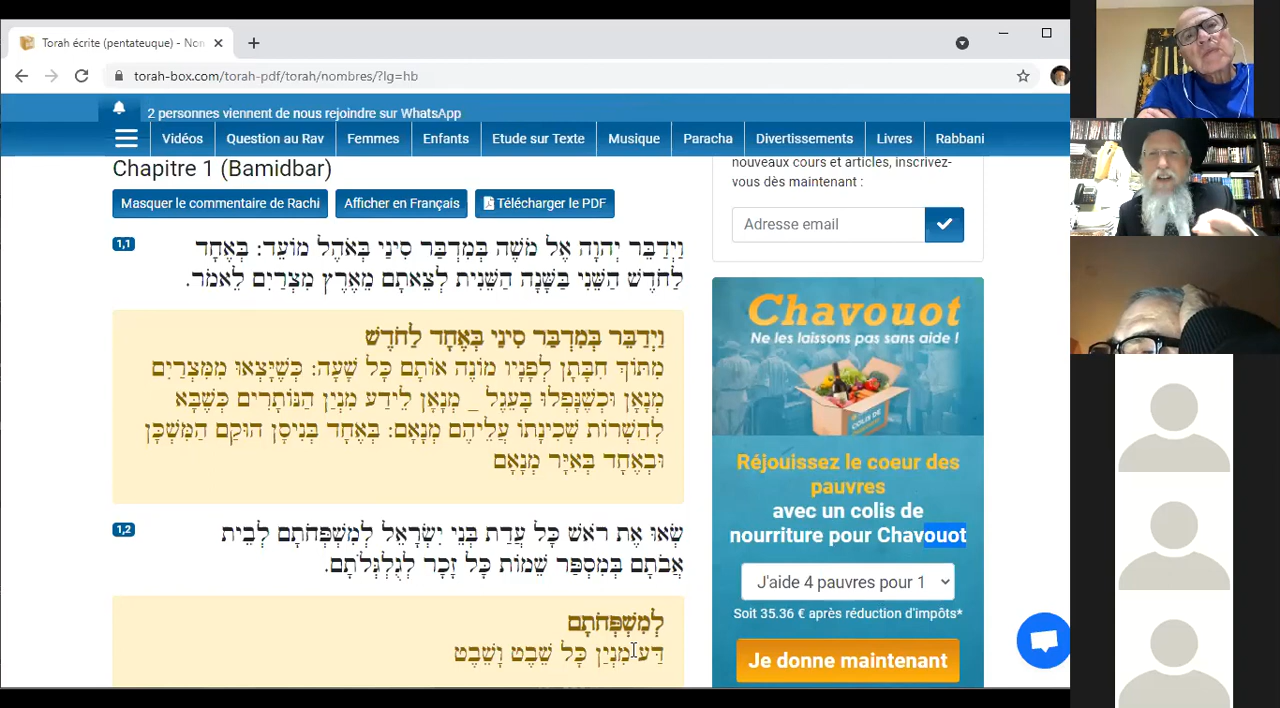 Torah écrite (pentateuque) - Non
torah-box.com/torah-pdf/torah/nombres/?lg=hb
2 personnes viennent de nous rejoindre sur WhatsApp
Vidéos Question au Rav Femmes Enfants Etude sur Texte Musique Paracha Divertissements Livres Rabbani
Chapitre 1 (Bamidbar)
Masquer le commentaire de Rachi Afficher en Français Télécharger le PDF
1,1
וַיְדַבֵּר יְהוָה אֶל מֹשֶׁה בְּמִדְבַּר סִינַי בְּאֹהֶל מוֹעֵד: בְּאֶחָד
לַחֹדֶשׁ הַשֵּׁנִי בַּשָּׁנָה הַשֵּׁנִית לְצֵאתָם מֵאֶרֶץ מִצְרַיִם לֵאמֹר.
וַיְדַבֵּר בְּמִדְבַּר סִינַי בְּאֶחָד לַחֹדֶשׁ
מִתּוֹךְ חִבָּתָן לְפָנָיו מוֹנֶה אוֹתָם כָּל שָׁעָה: כְּשֶׁיָּצְאוּ מִמִּצְרַיִם
מְנָאָן וּכְשֶׁנָּפְלוּ בָּעֵגֶל _ מְנָאָן לֵידַע מִנְיַן הַנּוֹתָרִים כְּשֶׁבָּא
לְהַשְׁרוֹת שְׁכִינָתוֹ עֲלֵיהֶם מְנָאָם: בְּאֶחָד בְּנִיסָן הוּקַם הַמִּשְׁכָּן
וּבְאֶחָד בְּאִיָּר מְנָאָם
1,2
שְׂאוּ אֶת רֹאשׁ כָּל עֲדַת בְּנֵי יִשְׂרָאֵל לְמִשְׁפְּחֹתָם לְבֵית
אֲבֹתָם בְּמִסְפַּר שֵׁמוֹת כָּל זָכָר לְגֻלְגְּלֹתָם.
לְמִשְׁפְּחֹתָם
דַּע מִנְיַן כָּל שֵׁבֶט וָשֵׁבֶט
nouveaux cours et articles, inscrivez-
vous dès maintenant :
Adresse email
Chavouot
Ne les laissons pas sans aide !
COLIS DE
Réjouissez le coeur des
pauvres
avec un colis de
nourriture pour Chavouot
J'aide 4 pauvres pour 1
Soit 35.36 € après réduction d'impôts*
Je donne maintenant